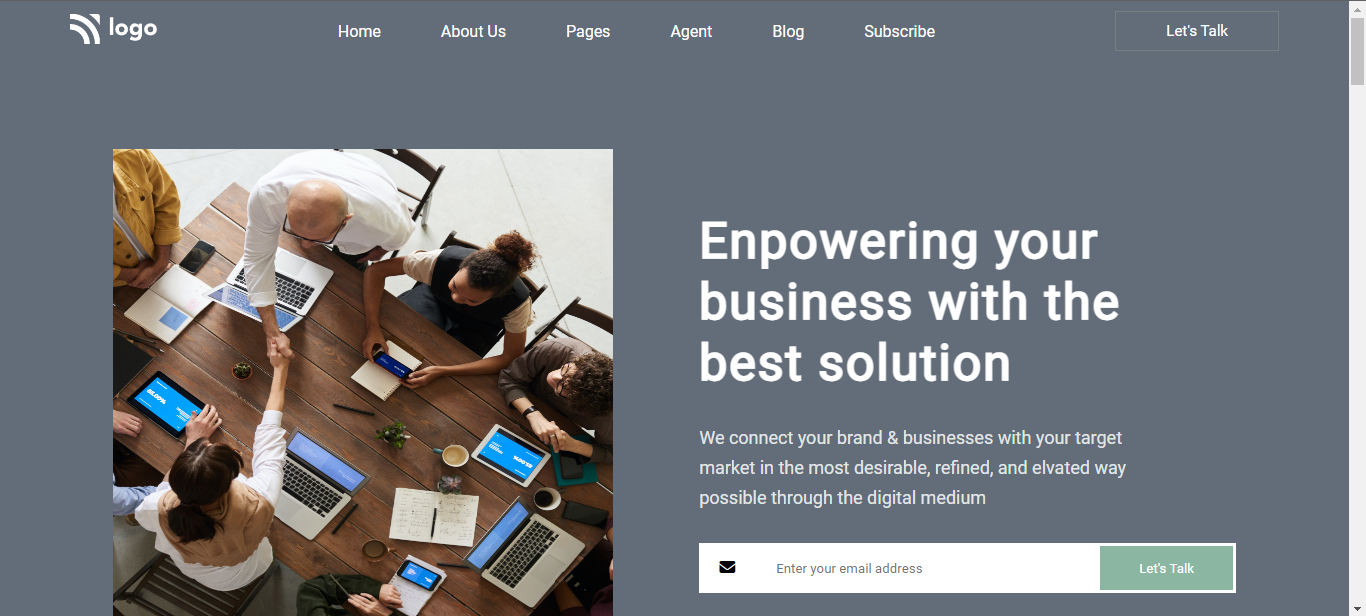 logo
Home
About Us
Pages
Agent
Blog
Subscribe
Let's Talk
Enpowering your
business with the
best solution
We connect your brand & businesses with your target
market in the most desirable, refined, and elvated way
possible through the digital medium
Enter your email address
Let's Talk